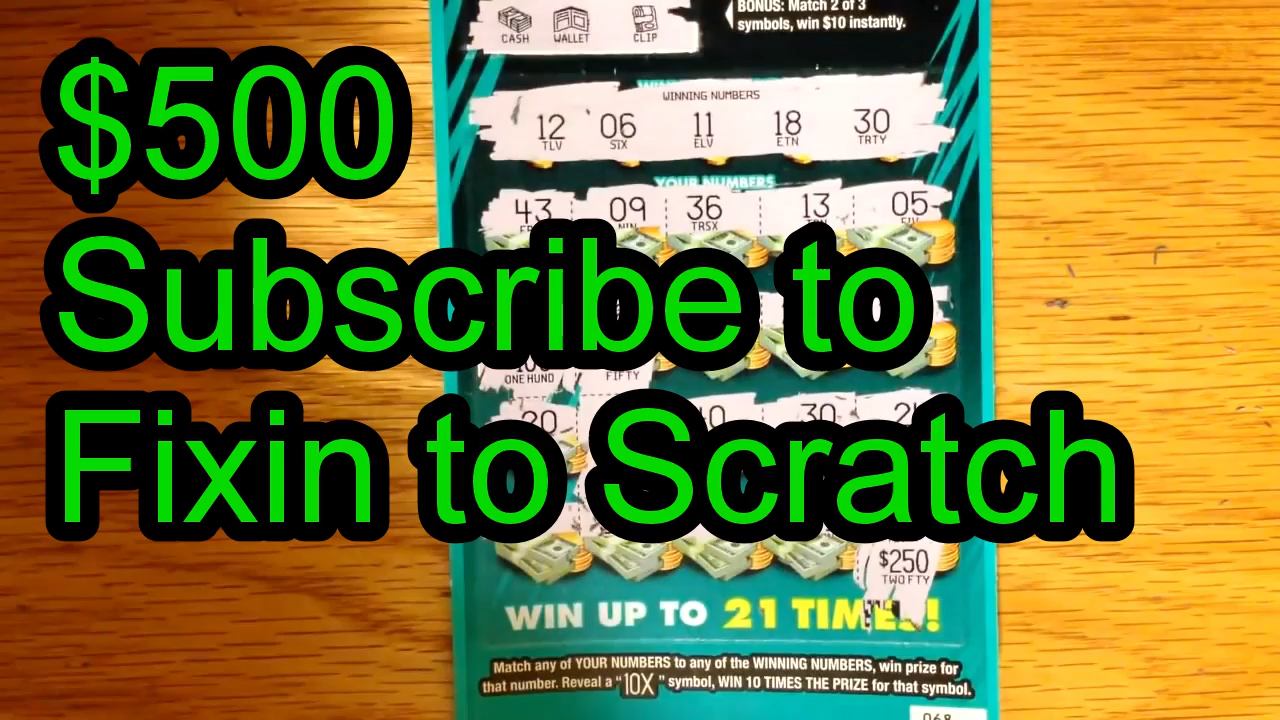 BONUS: Match 2 of 3
symbols, win $10 instantly.
CASH WALLET CLIP
WINNING NUMBERS
12 06 11 18 30
TLV SIX ELV ETN TRTY
YOUR NUMBERS
43 09 36 13 05
TRSX
$500
Subscribe to
Fixin to Scratch
ONE HUND FIFTY
20 30
$250
TWOFTY
WIN UP TO 21 TIMES!
Match any of YOUR NUMBERS to any of the WINNING NUMBERS, win prize for
that number. Reveal a "10X" symbol, WIN 10 TIMES THE PRIZE for that symbol.
068